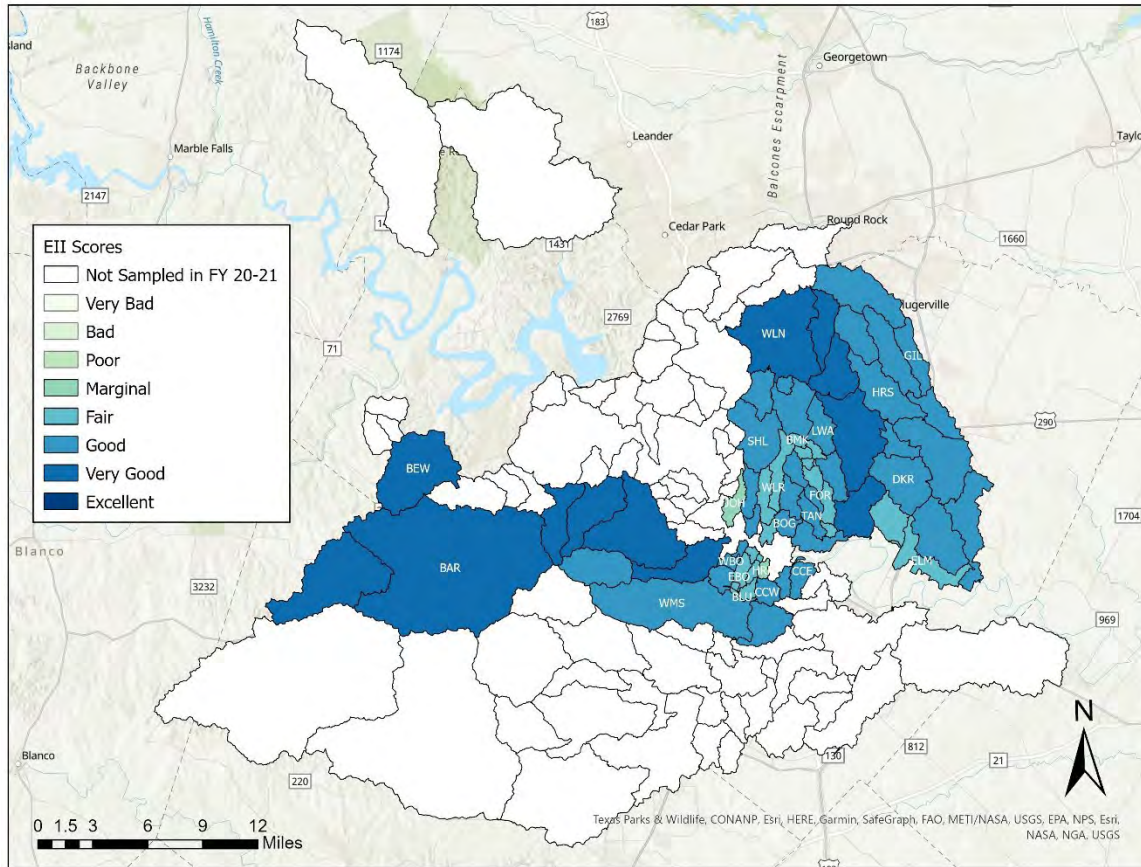 183
1174
Georgetown
Backbone
Valley
Hamilton
Creek
Balcones Escarpment
Leander
Marble Falls
2147
Cedar Park
Round Rock
1431
1660
EII Scores
Not Sampled in FY 20-21
Very Bad
Bad
Poor
Marginal
Fair
Good
Very Good
Excellent
2769
71
WLN
GIL
HRS
290
LWA
SHL
BMK
BEW
DKR
WLR
FOR
TAN
BOG
1704
Blanco
BAR
WBO
ELM
EBO
CCE
3232
BLU
CCW
WMS
969
N
Blanco
812
21
130
220
0 1.5 3 6 9 12
Miles
Texas Parks & Wildlife, CONANP, Esri, HERE, Garmin, SafeGraph, FAO, METI/NASA, USGS, EPA, NPS, Esri,
NASA, NGA, USGS